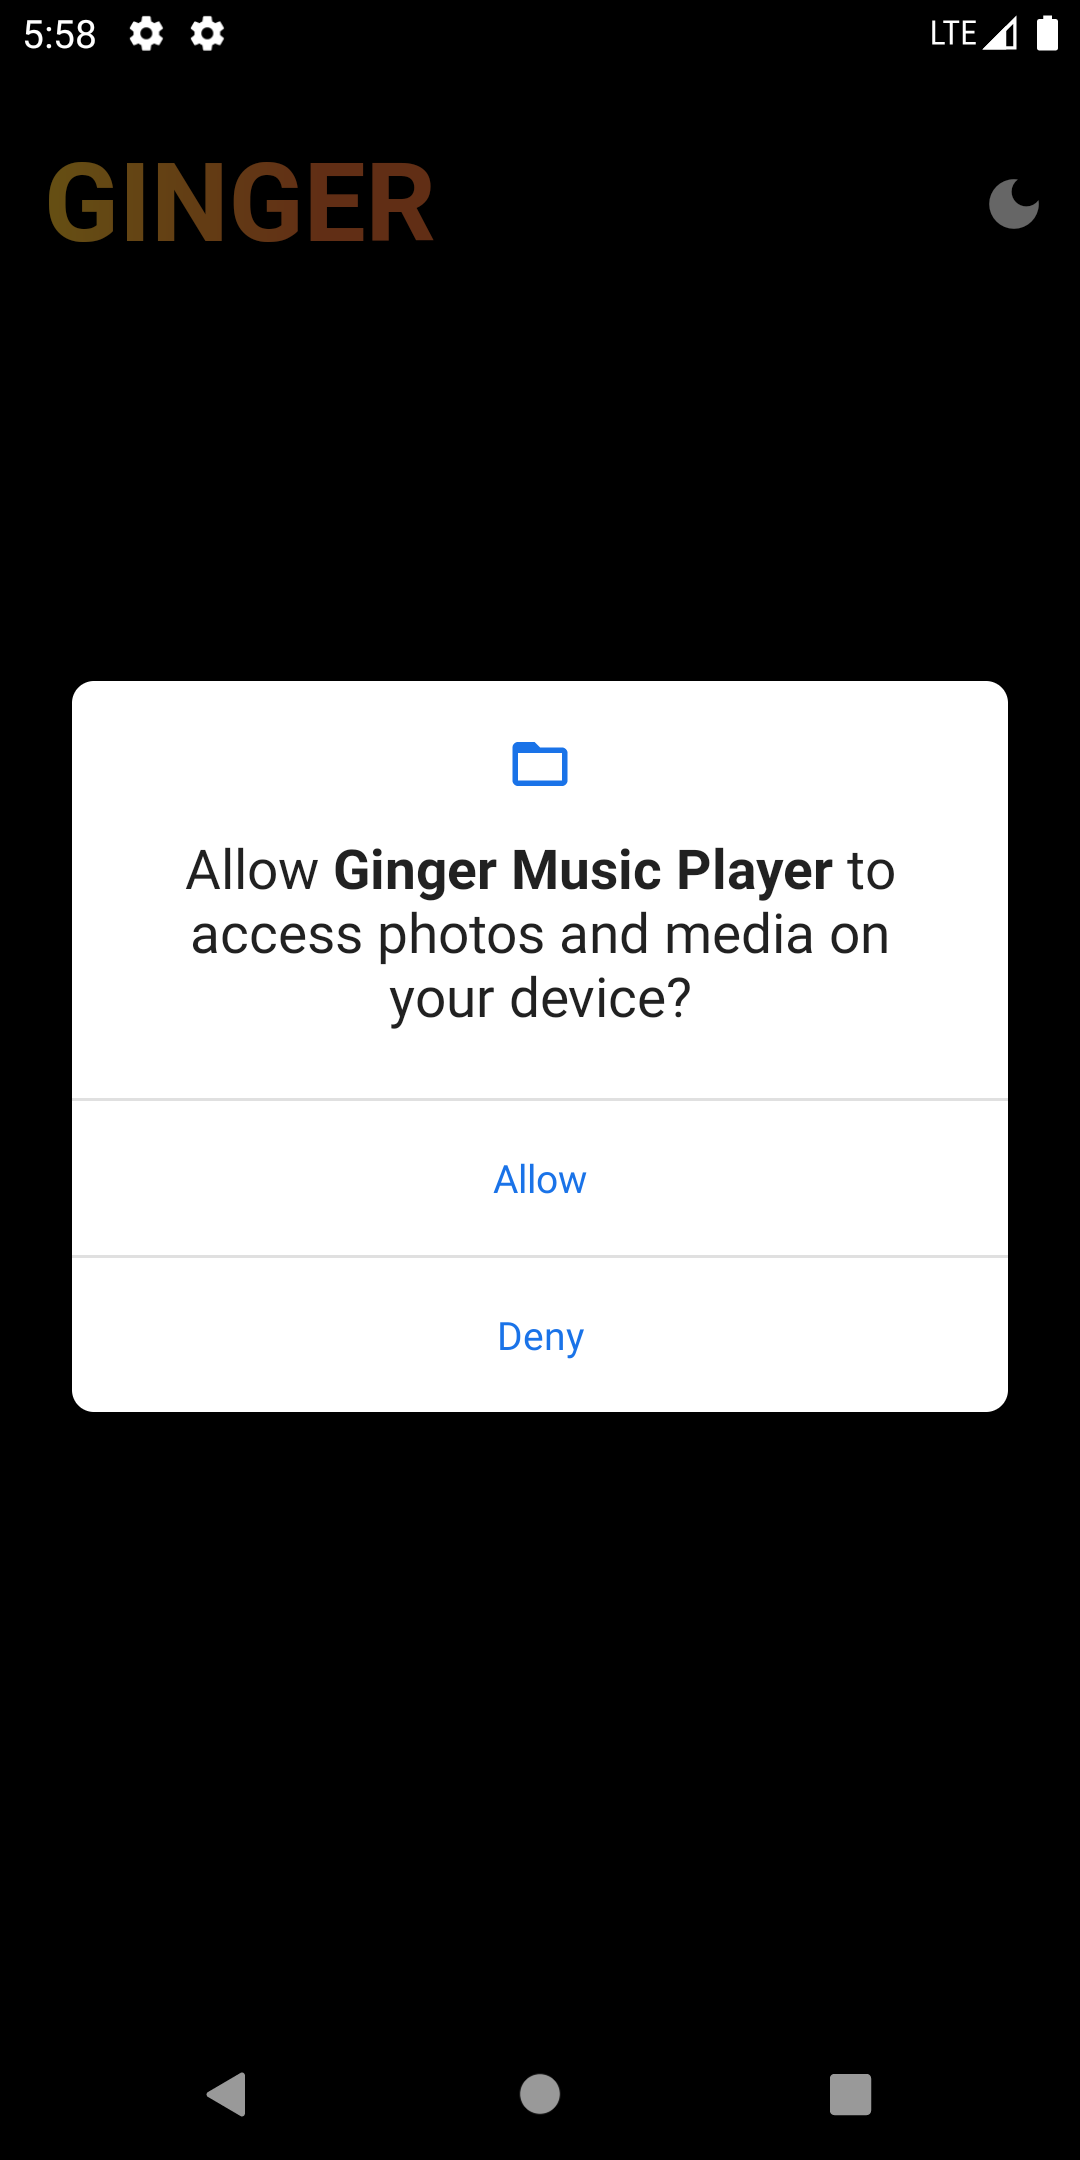 5:58
LTE
GINGER
Allow Ginger Music Player to
access photos and media on
your device?
Allow
Deny